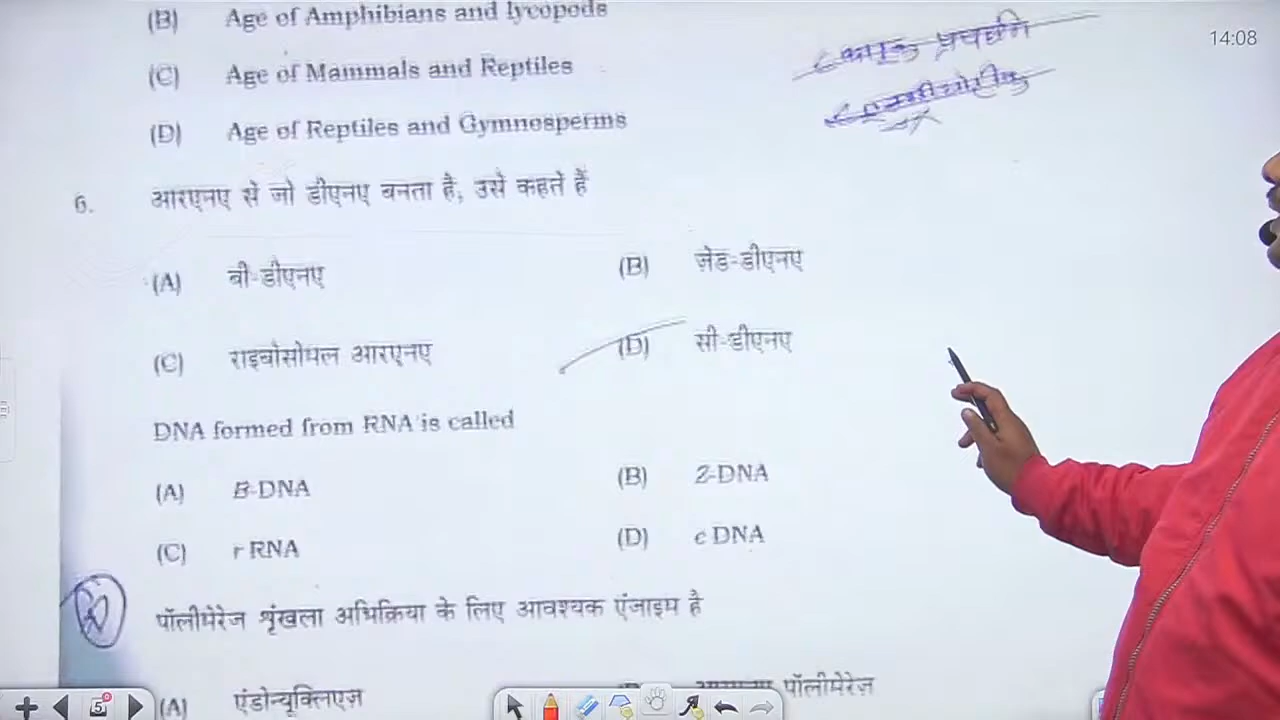 (B) Age of Amphibians and lycopods
14:08
(C) Age of Mammals and Reptiles
(D) Age of Reptiles and Gymnosperms
6. आरएनए से जो डीएनए बनता है, उसे कहते हैं
(A) बी-डीएनए (B) ज़ेड-डीएनए
(C) राइबोसोमल आरएनए (D) सी-डीएनए
DNA formed from RNA is called
(A) B-DNA (B) Z-DNA
(C) r RNA (D) c DNA
पॉलीमेरेज शृंखला अभिक्रिया के लिए आवश्यक एंजाइम है
(A) एंडोन्यूक्लिएज़ पॉलीमेरेज़
5